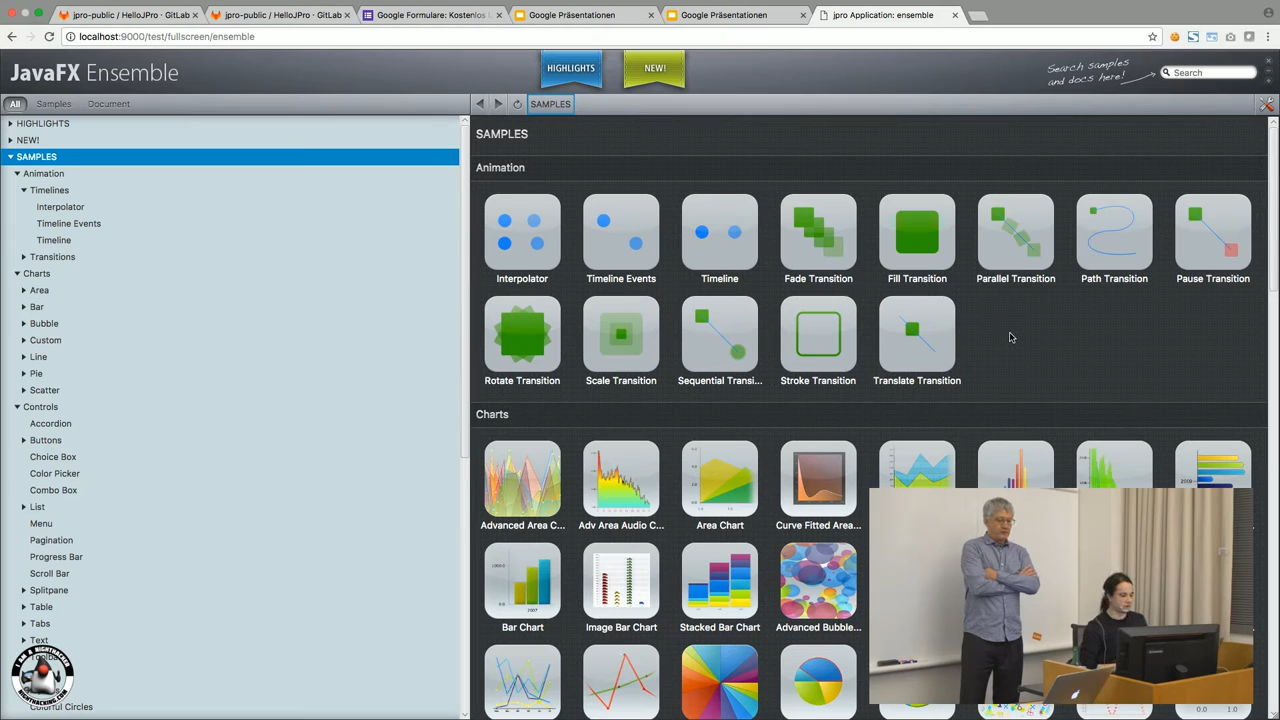 jpro-public / HelloJPro · GitLab
jpro-public / HelloJPro · GitLab
Google Formulare: Kostenlos U
Google Präsentationen
Google Präsentationen
jpro Application: ensemble
localhost:9000/test/fullscreen/ensemble
JavaFX Ensemble
HIGHLIGHTS
NEW!
Search samples
and docs here!
Search
All
Samples
Document
SAMPLES
HIGHLIGHTS
NEW!
SAMPLES
Animation
Timelines
Interpolator
Timeline Events
Timeline
Transitions
Charts
Area
Bar
Bubble
Custom
Line
Pie
Scatter
Controls
Accordion
Buttons
Choice Box
Color Picker
Combo Box
List
Menu
Pagination
Progress Bar
Scroll Bar
Splitpane
Table
Tabs
Text
Colorful Circles
SAMPLES
Animation
Interpolator
Timeline Events
Timeline
Fade Transition
Fill Transition
Parallel Transition
Path Transition
Pause Transition
Rotate Transition
Scale Transition
Sequential Transi...
Stroke Transition
Translate Transition
Charts
Advanced Area C...
Adv Area Audio C...
Area Chart
Curve Fitted Area...
Bar Chart
Image Bar Chart
Stacked Bar Chart
Advanced Bubble...
I AM A NIGHTHACKER
NIGHTHACKING.COM